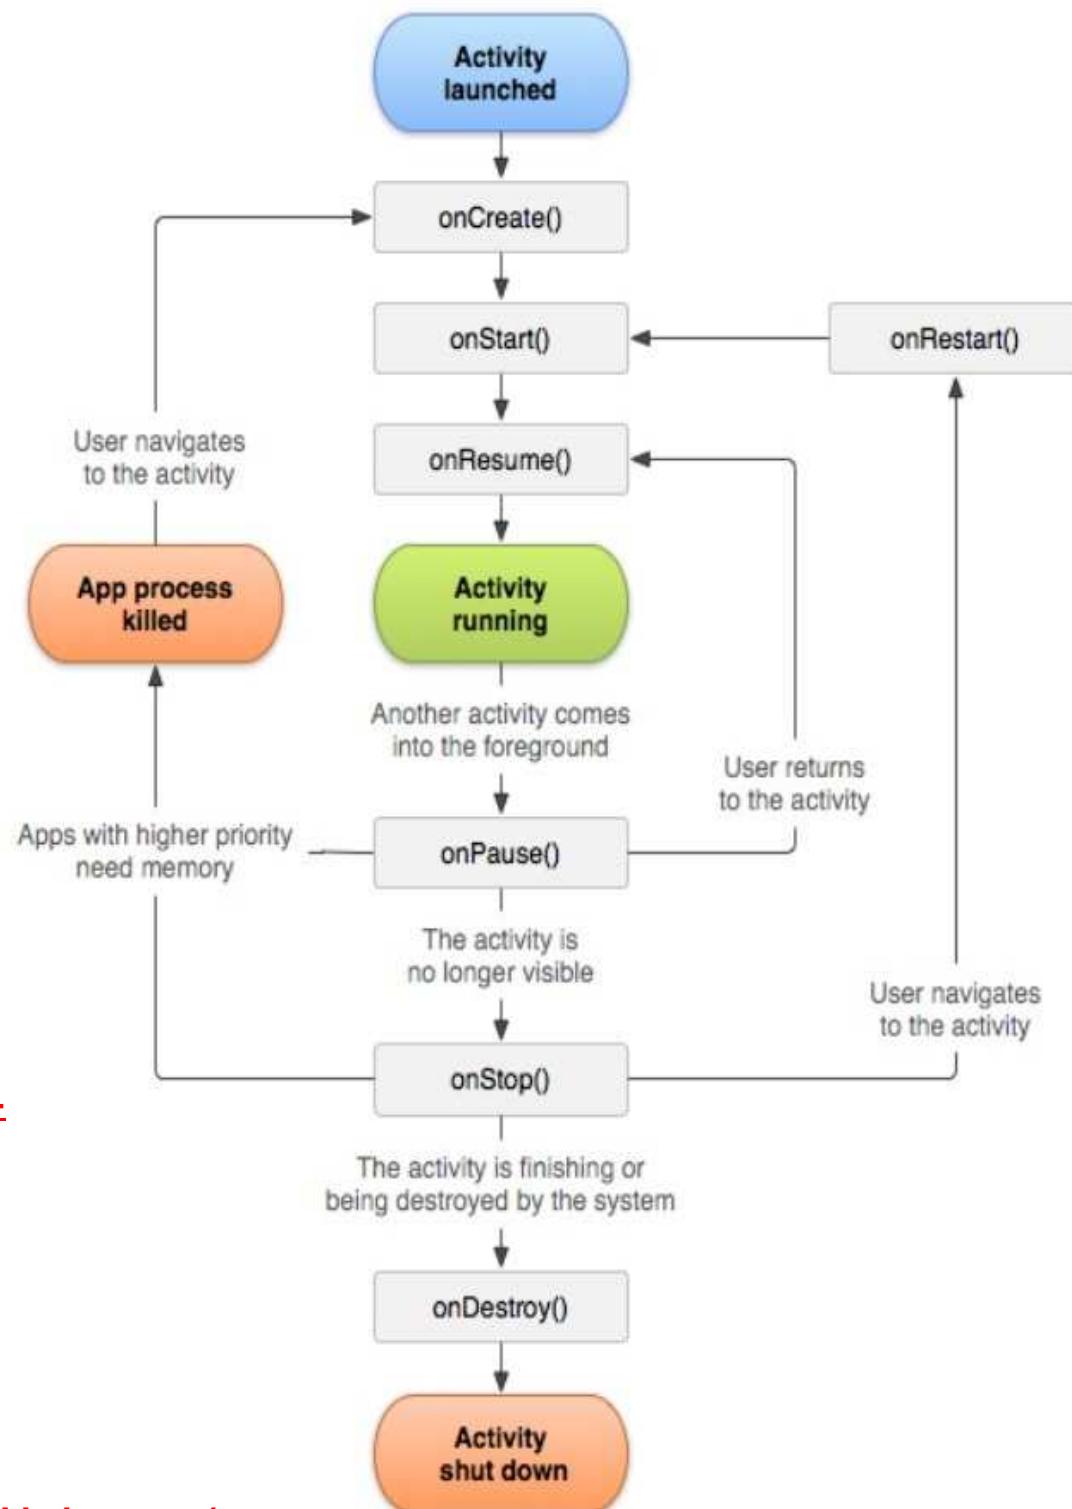 Activity
launched
onCreate()
onStart()
onRestart()
User navigates
to the activity
onResume()
App process
killed
Activity
running
Another activity comes
into the foreground
User returns
to the activity
Apps with higher priority
need memory
onPause()
The activity is
no longer visible
User navigates
to the activity
onStop()
The activity is finishing or
being destroyed by the system
onDestroy()
Activity
shut down